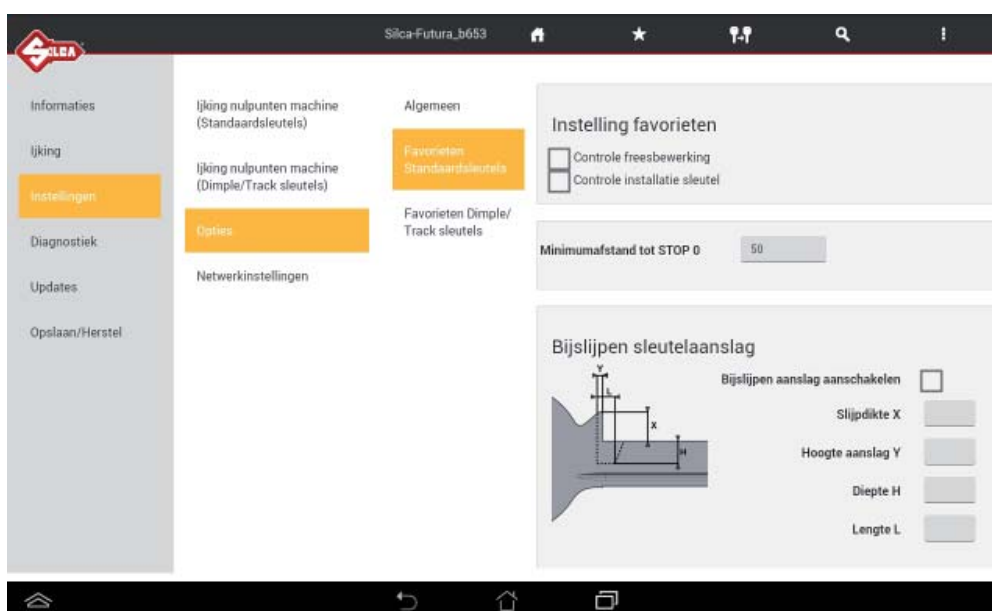 SILCA
Silca-Futura_b653
Informaties
Ijking
Instellingen
Diagnostiek
Updates
Opslaan/Herstel
Ijking nulpunten machine
(Standaardsleutels)
Ijking nulpunten machine
(Dimple/Track sleutels)
Opties
Netwerkinstellingen
Algemeen
Favorieten
Standaardsleutels
Favorieten Dimple/
Track sleutels
Instelling favorieten
Controle freesbewerking
Controle installatie sleutel
Minimumafstand tot STOP 0
50
Bijslijpen sleutelaanslag
Y
L
X
H
Bijslijpen aanslag aanschakelen
Slijpdikte X
Hoogte aanslag Y
Diepte H
Lengte L